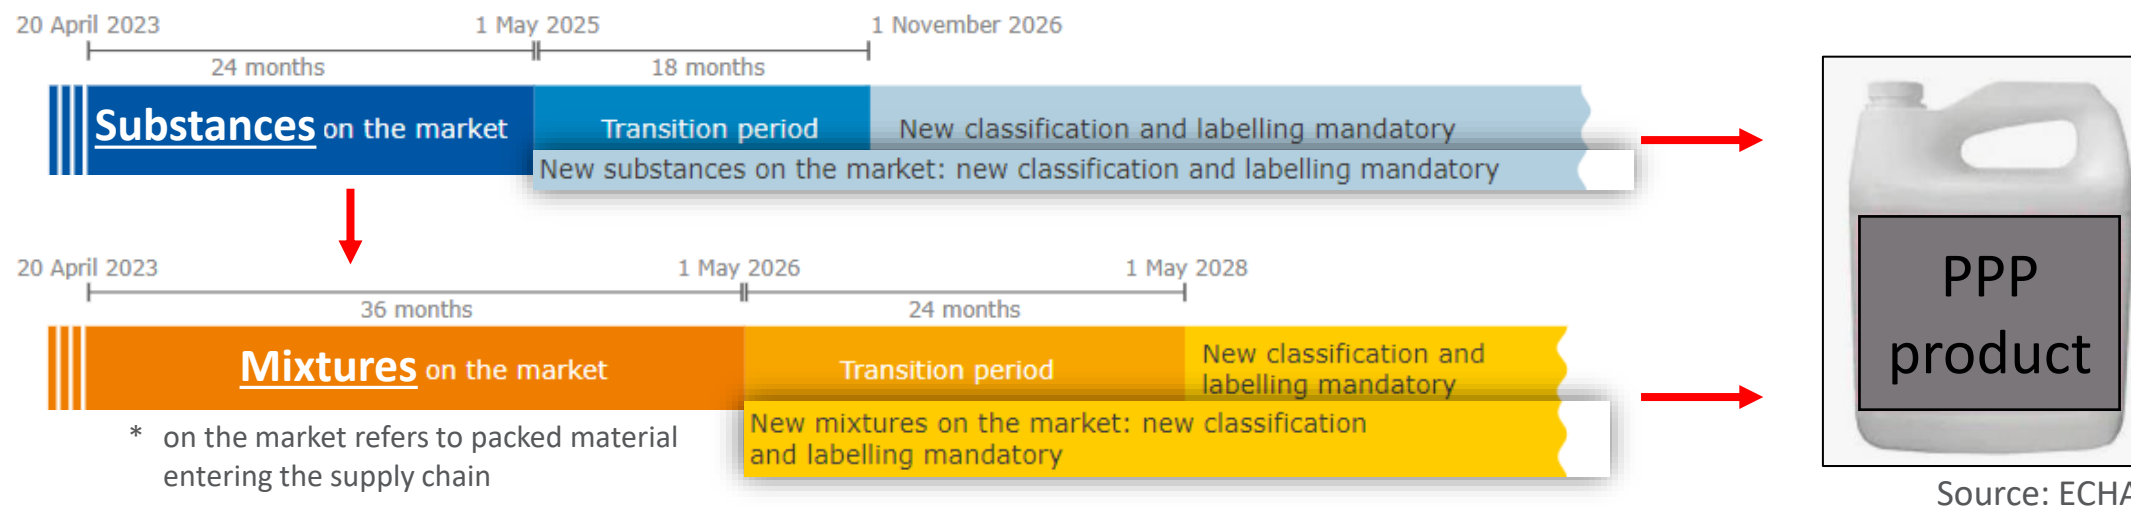 20 April 2023
1 May 2025
1 November 2026
24 months
18 months
Substances on the market
Transition period
New classification and labelling mandatory
New substances on the market: new classification and labelling mandatory
20 April 2023
1 May 2026
1 May 2028
36 months
24 months
Mixtures on the market
Transition period
New classification and
labelling mandatory
New mixtures on the market: new classification
and labelling mandatory
* on the market refers to packed material
entering the supply chain
PPP
product
Source: ECHA